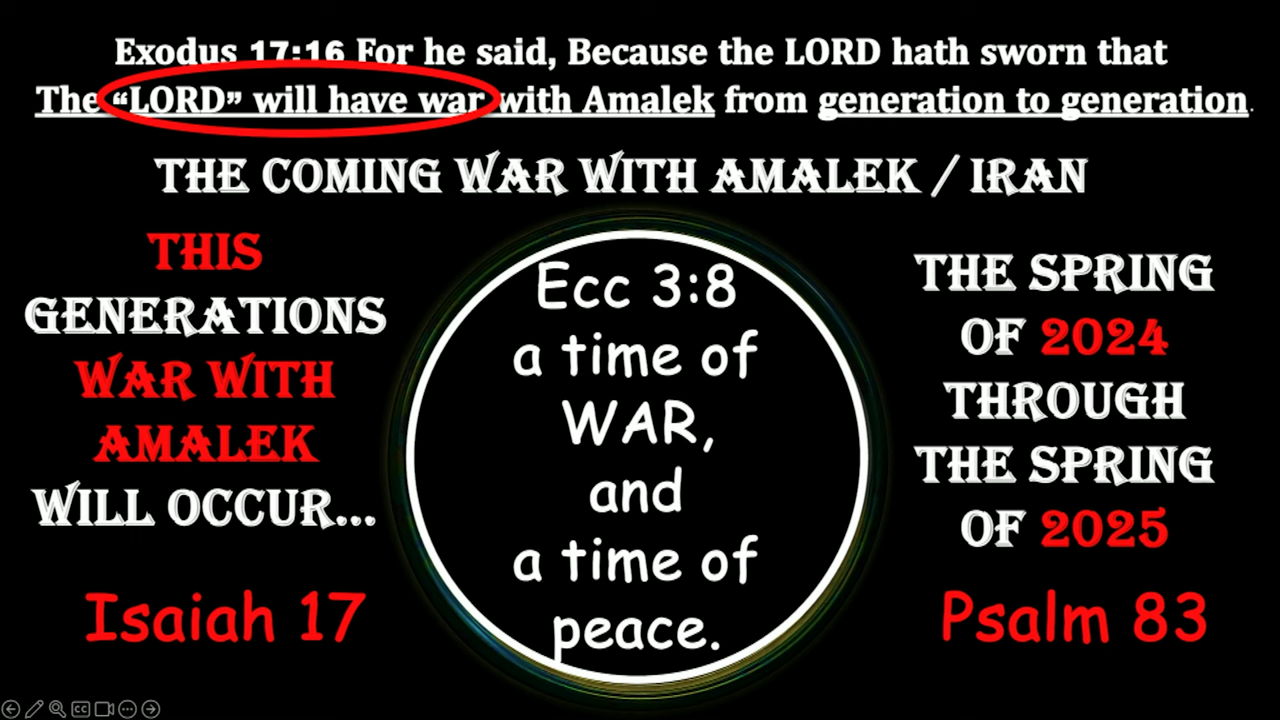 Exodus 17:16 For he said, Because the LORD hath sworn that
The “LORD” will have war with Amalek from generation to generation.
THE COMING WAR WITH AMALEK / IRAN
THIS
GENERATIONS
WAR WITH
AMALEK
WILL OCCUR...
Isaiah 17
Ecc 3:8
a time of
WAR,
and
a time of
peace.
THE SPRING
OF 2024
THROUGH
THE SPRING
OF 2025
Psalm 83
CC